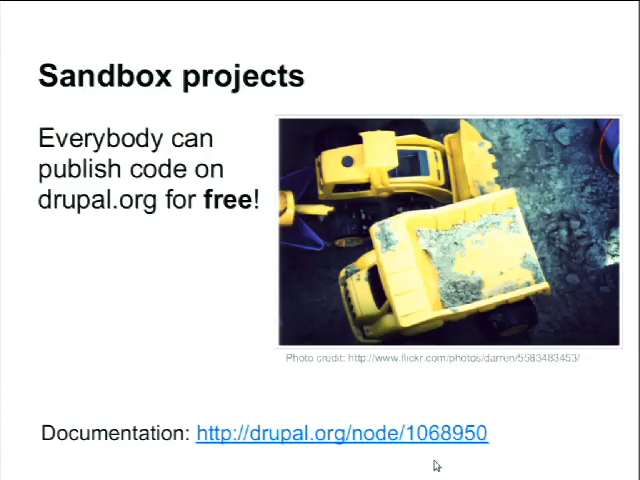 Sandbox projects
Everybody can
publish code on
drupal.org for free!
Photo credit: http://www.flickr.com/photos/darren/5583483453/
Documentation: http://drupal.org/node/1068950